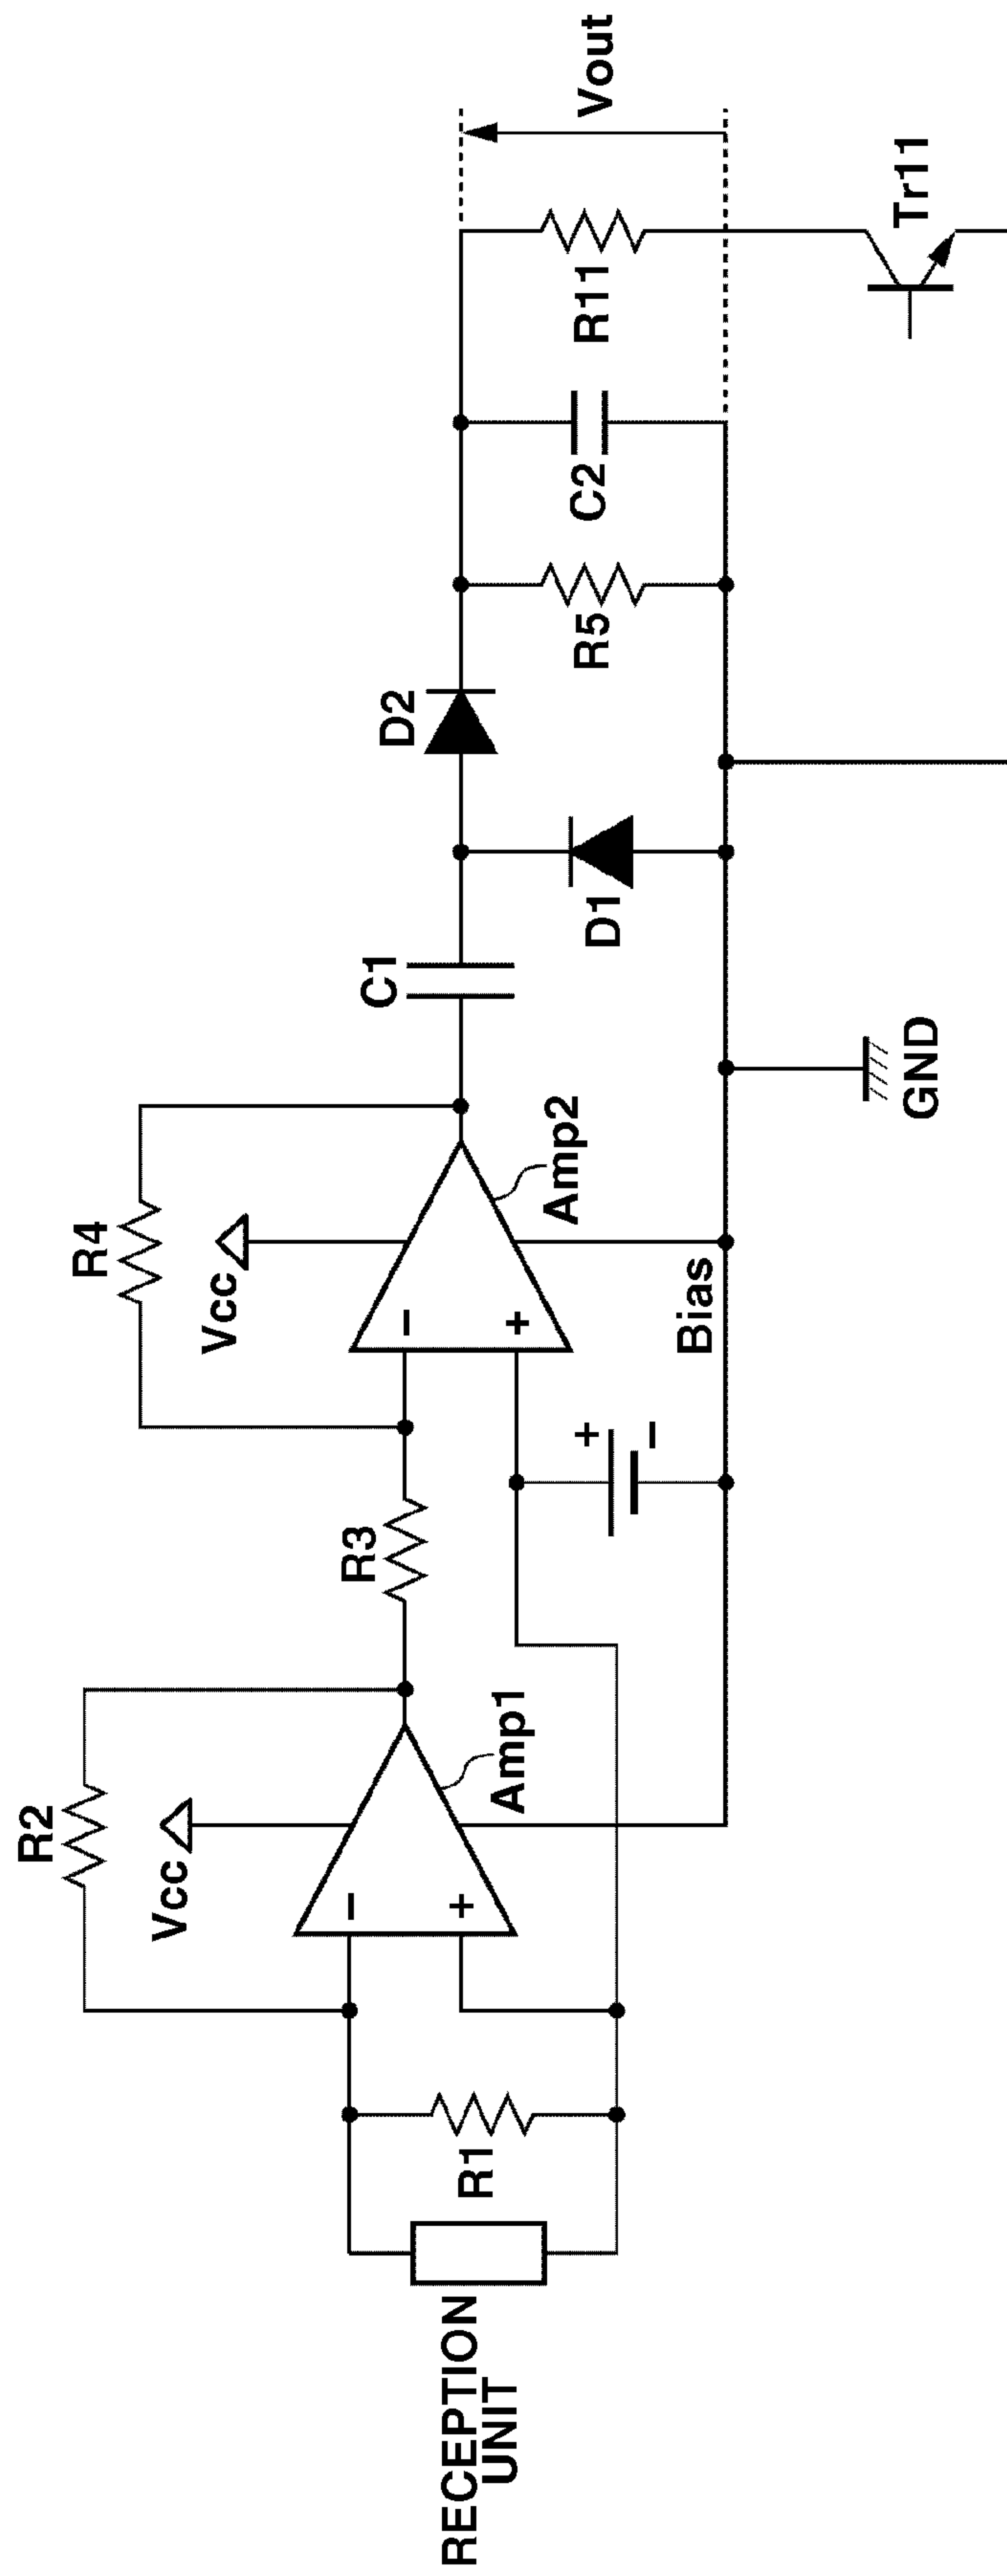 RECEPTION
UNIT
R1
R2
Vcc
-
+
Amp1
R3
R4
Vcc
-
+
Amp2
+
-
Bias
GND
C1
D1
D2
R5
C2
R11
Vout
Tr11